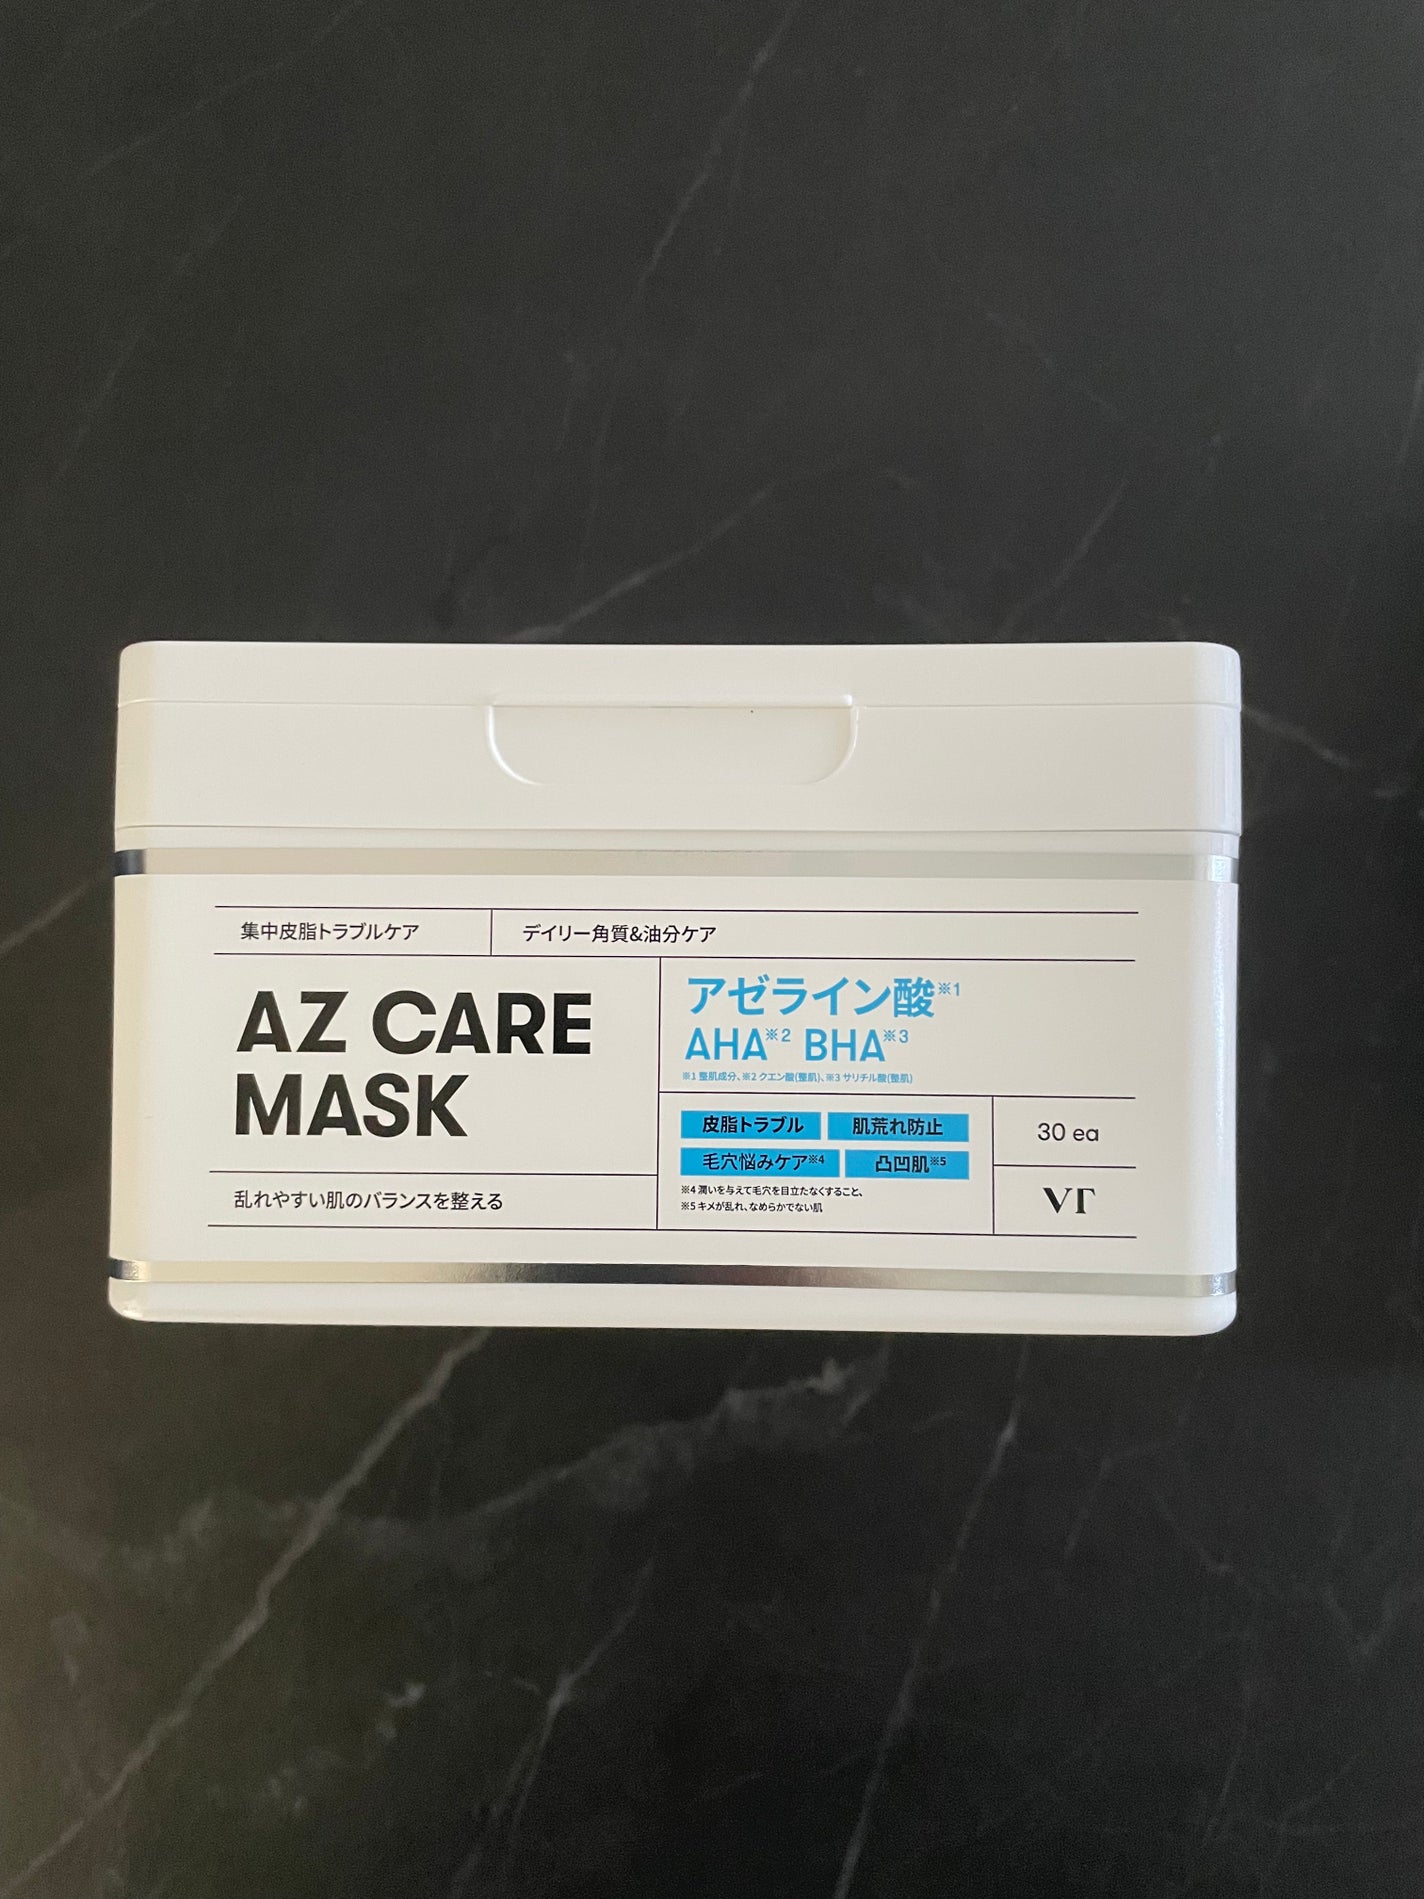 集中皮脂トラブルケア
デイリー角質&油分ケア
AZ CARE
MASK
乱れやすい肌のバランスを整える
アゼライン酸※1
AHA※2 BHA※3
※1 整肌成分、※2 クエン酸(整肌)、※3 サリチル酸(整肌)
皮脂トラブル
肌荒れ防止
毛穴悩みケア※4
凸凹肌※5
※4 潤いを与えて毛穴を目立たなくすること、
※5 キメが乱れ、なめらかでない肌
30 ea
VT